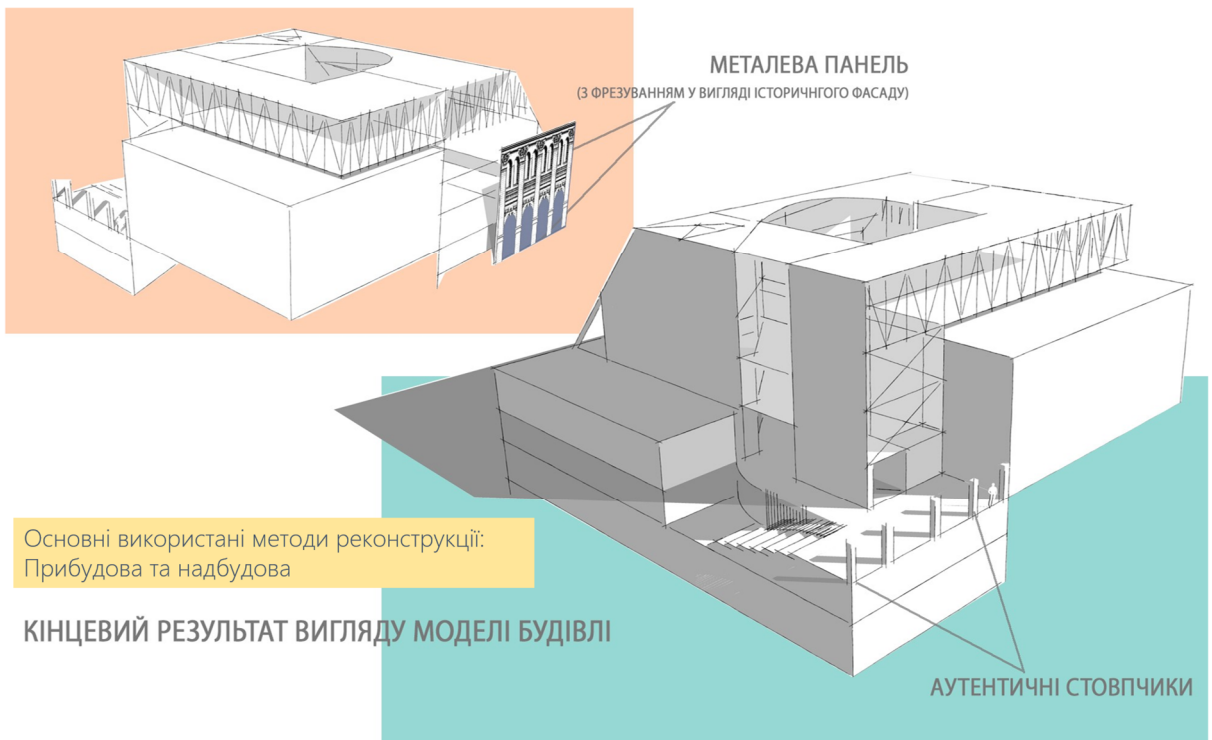 МЕТАЛЕВА ПАНЕЛЬ
(З ФРЕЗУВАННЯМ У ВИГЛЯДІ ІСТОРИЧНГОГО ФАСАДУ)
Основні використані методи реконструкції:
Прибудова та надбудова
КІНЦЕВИЙ РЕЗУЛЬТАТ ВИГЛЯДУ МОДЕЛІ БУДІВЛІ
АУТЕНТИЧНІ СТОВПЧИКИ